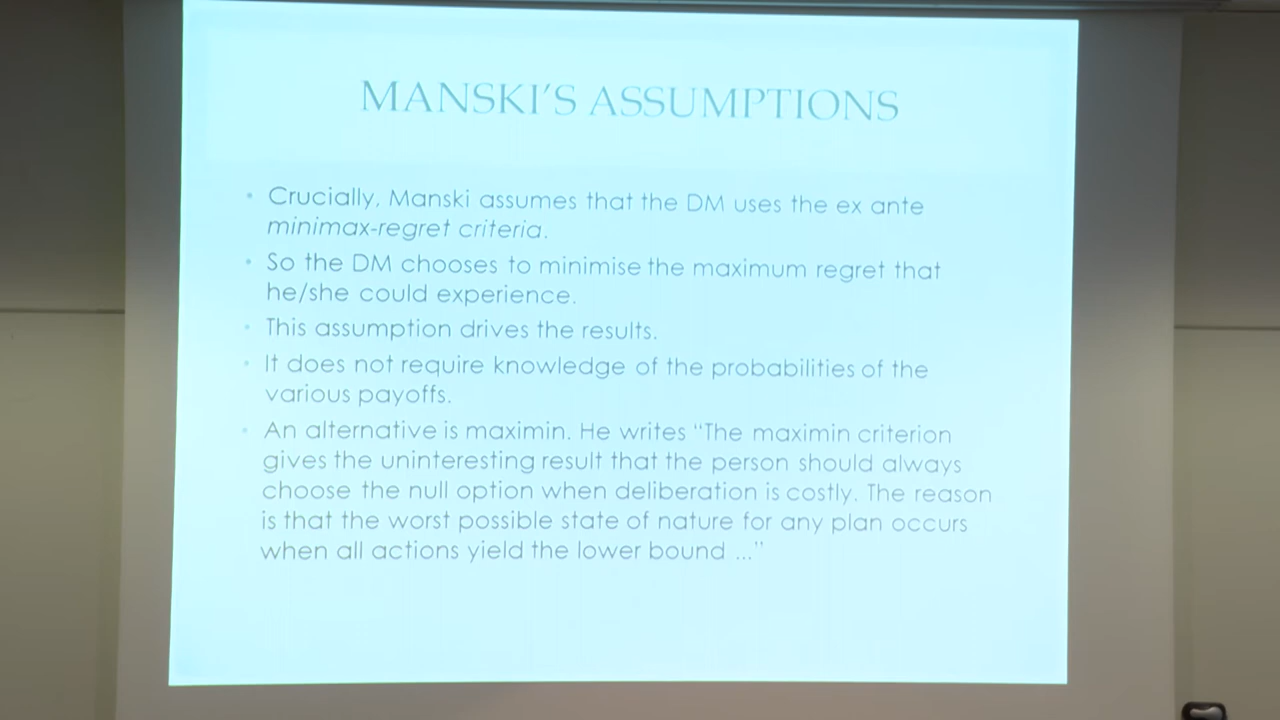 MANSKI'S ASSUMPTIONS
• Crucially, Manski assumes that the DM uses the ex ante
minimax-regret criteria.
• So the DM chooses to minimise the maximum regret that
he/she could experience.
• This assumption drives the results.
• It does not require knowledge of the probabilities of the
various payoffs.
• An alternative is maximin. He writes "The maximin criterion
gives the uninteresting result that the person should always
choose the null option when deliberation is costly. The reason
is that the worst possible state of nature for any plan occurs
when all actions yield the lower bound ..."